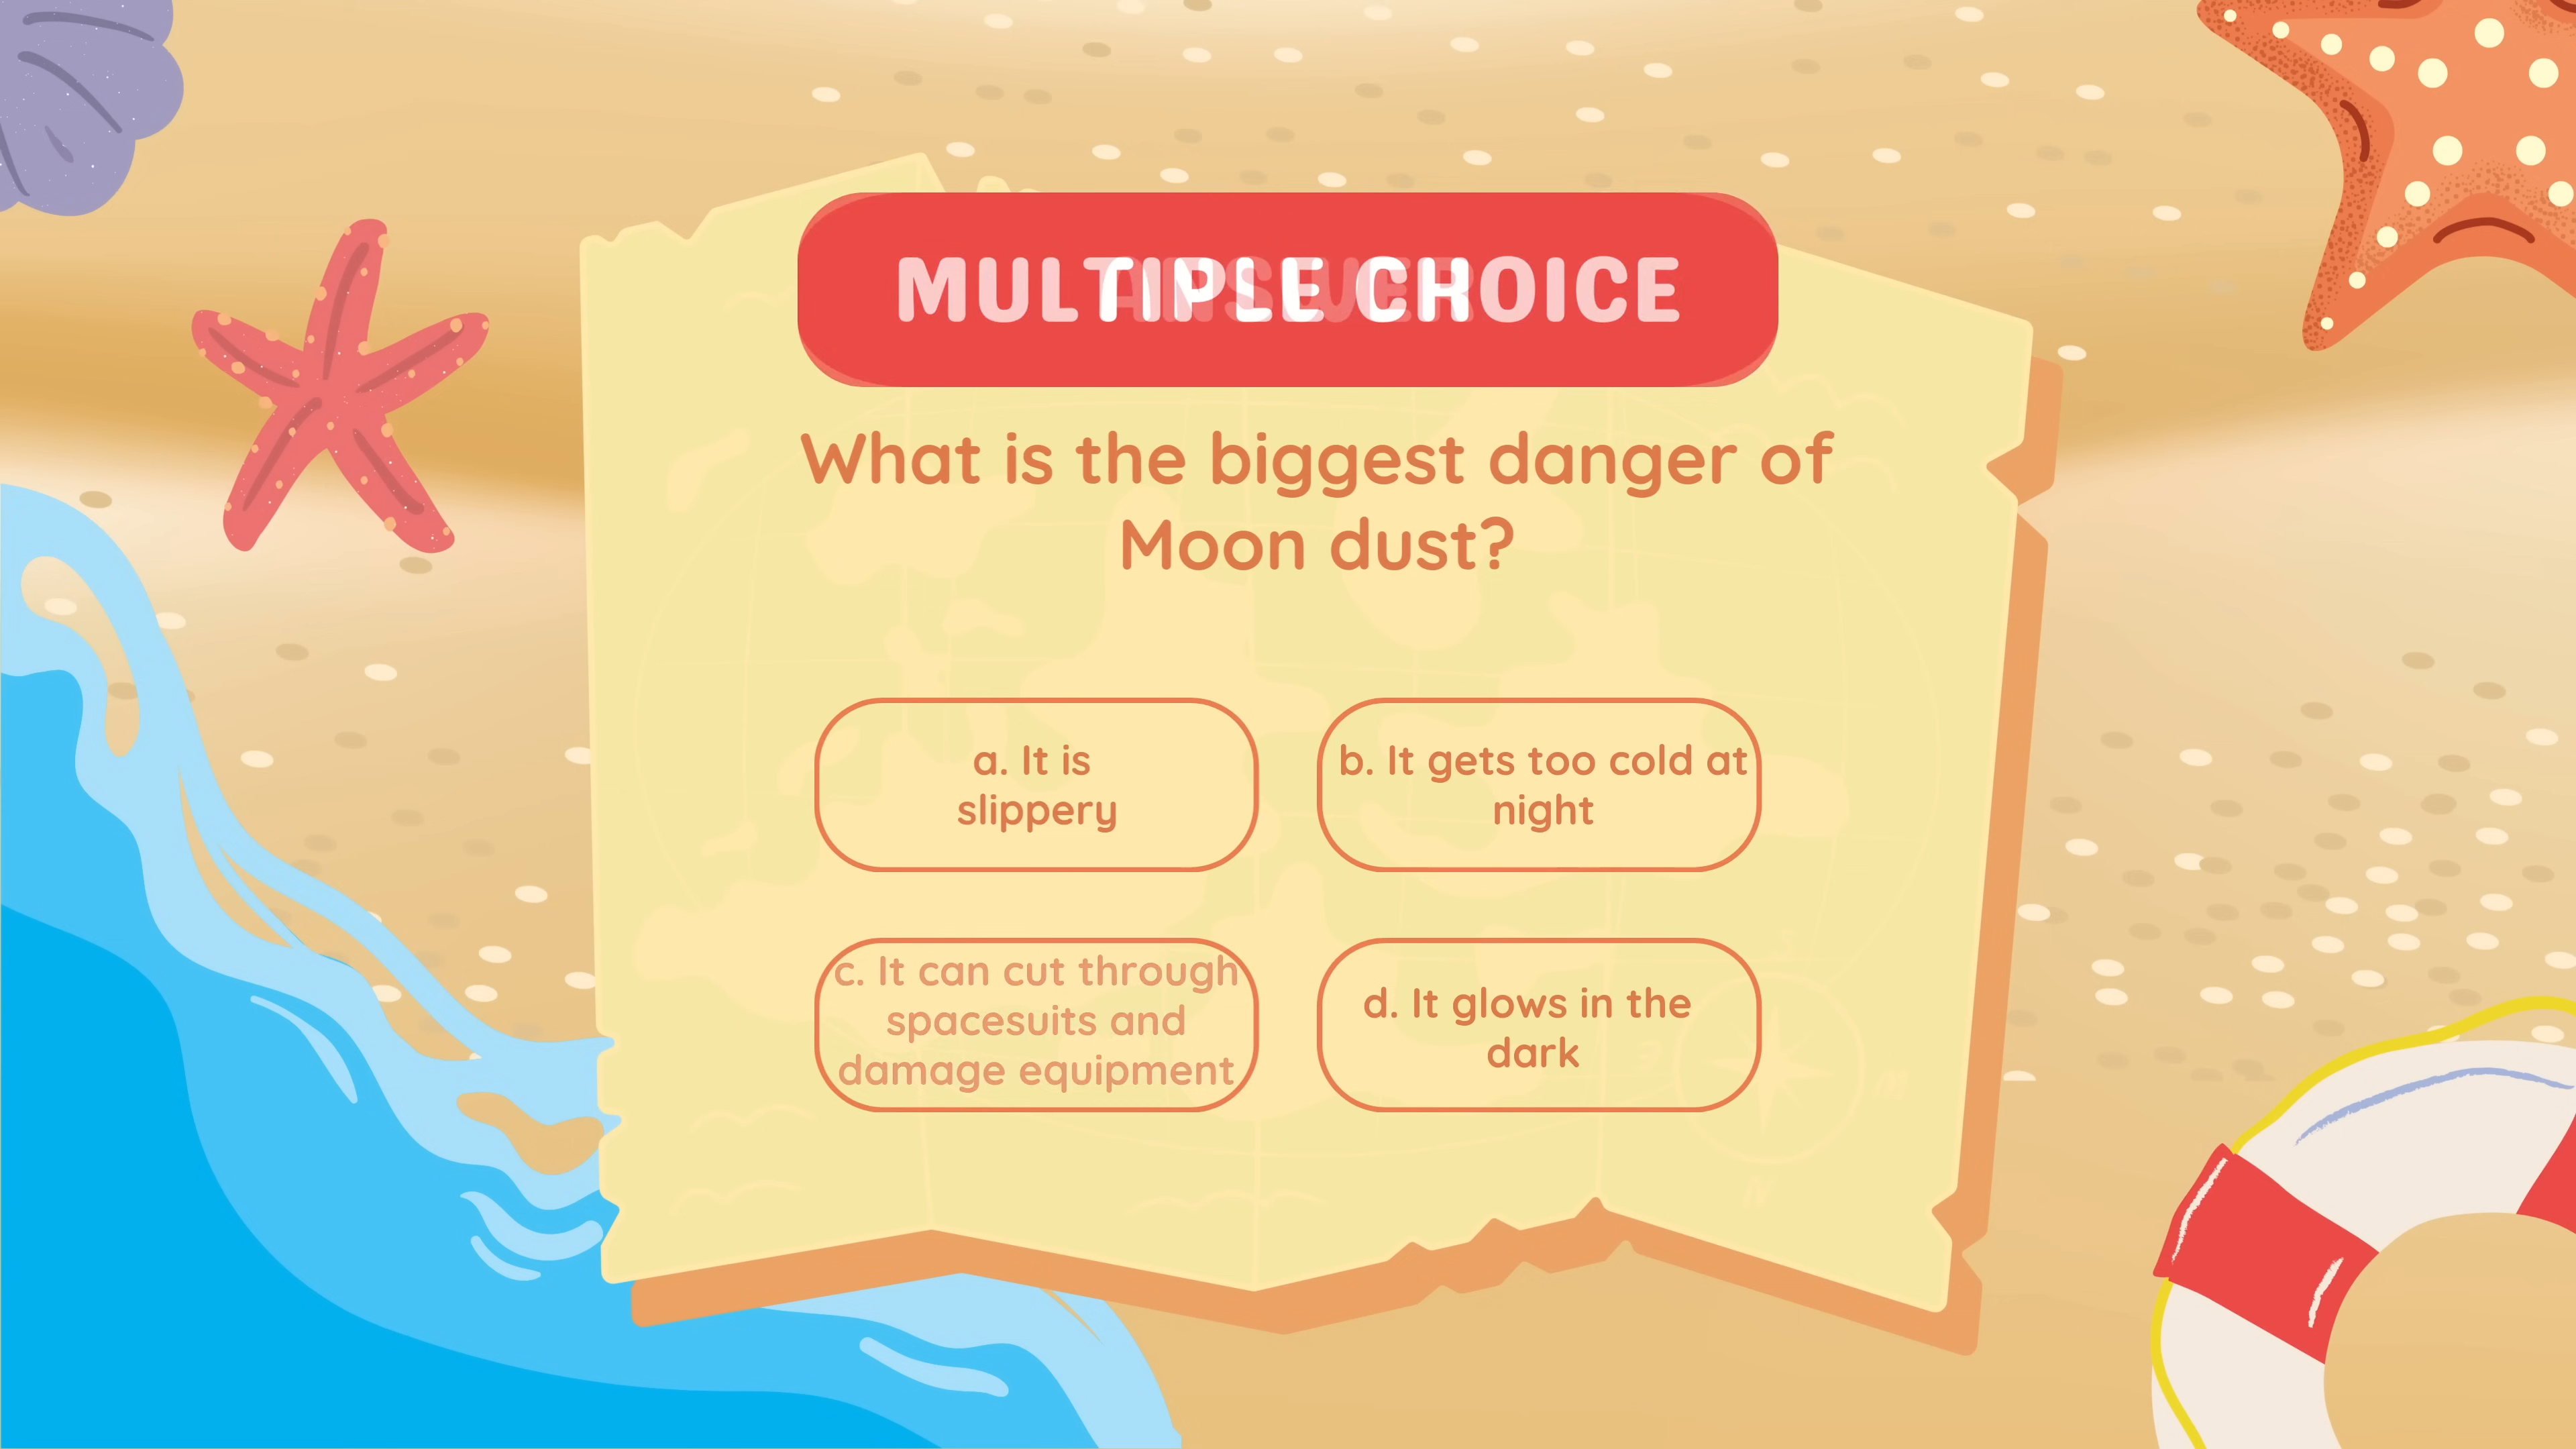 MULTIPLE CHOICE
ANSWER
What is the biggest danger of
Moon dust?
a. It is
slippery
b. It gets too cold at
night
c. It can cut through
spacesuits and
damage equipment
d. It glows in the
dark